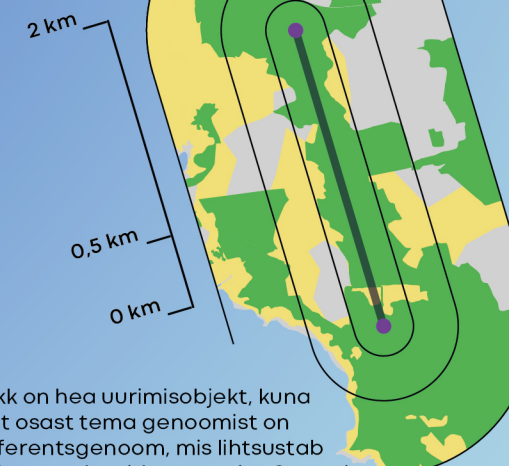 2 km
0,5 km
0 km
kk on hea uurimisobjekt, kuna
t osast tema genoomist on
ferentsgenoom, mis lihtsustab